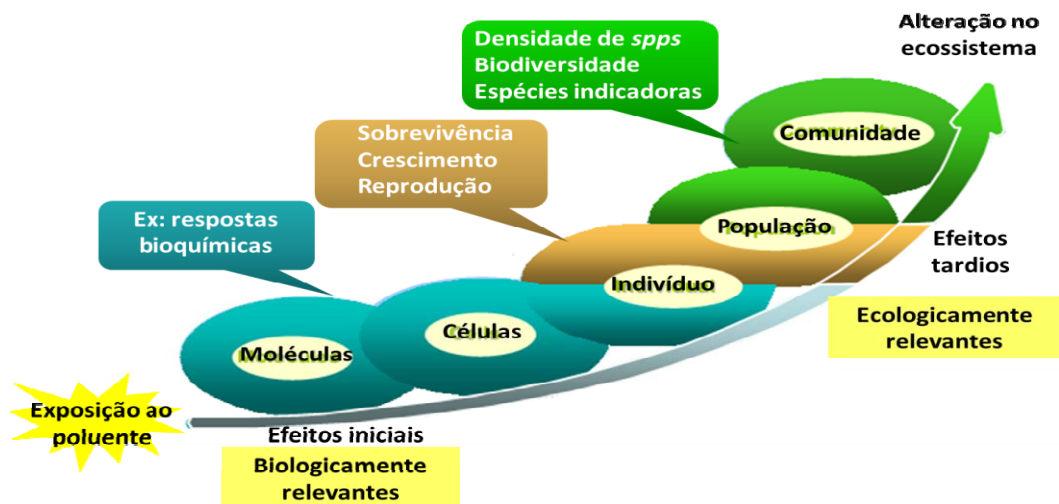 Alteração no
ecossistema
Densidade de spps
Biodiversidade
Espécies indicadoras
Comunidade
Sobrevivência
Crescimento
Reprodução
Ex: respostas
bioquímicas
População
Efeitos
tardios
Indivíduo
Ecologicamente
relevantes
Células
Moléculas
Exposição ao
poluente
Efeitos iniciais
Biologicamente
relevantes